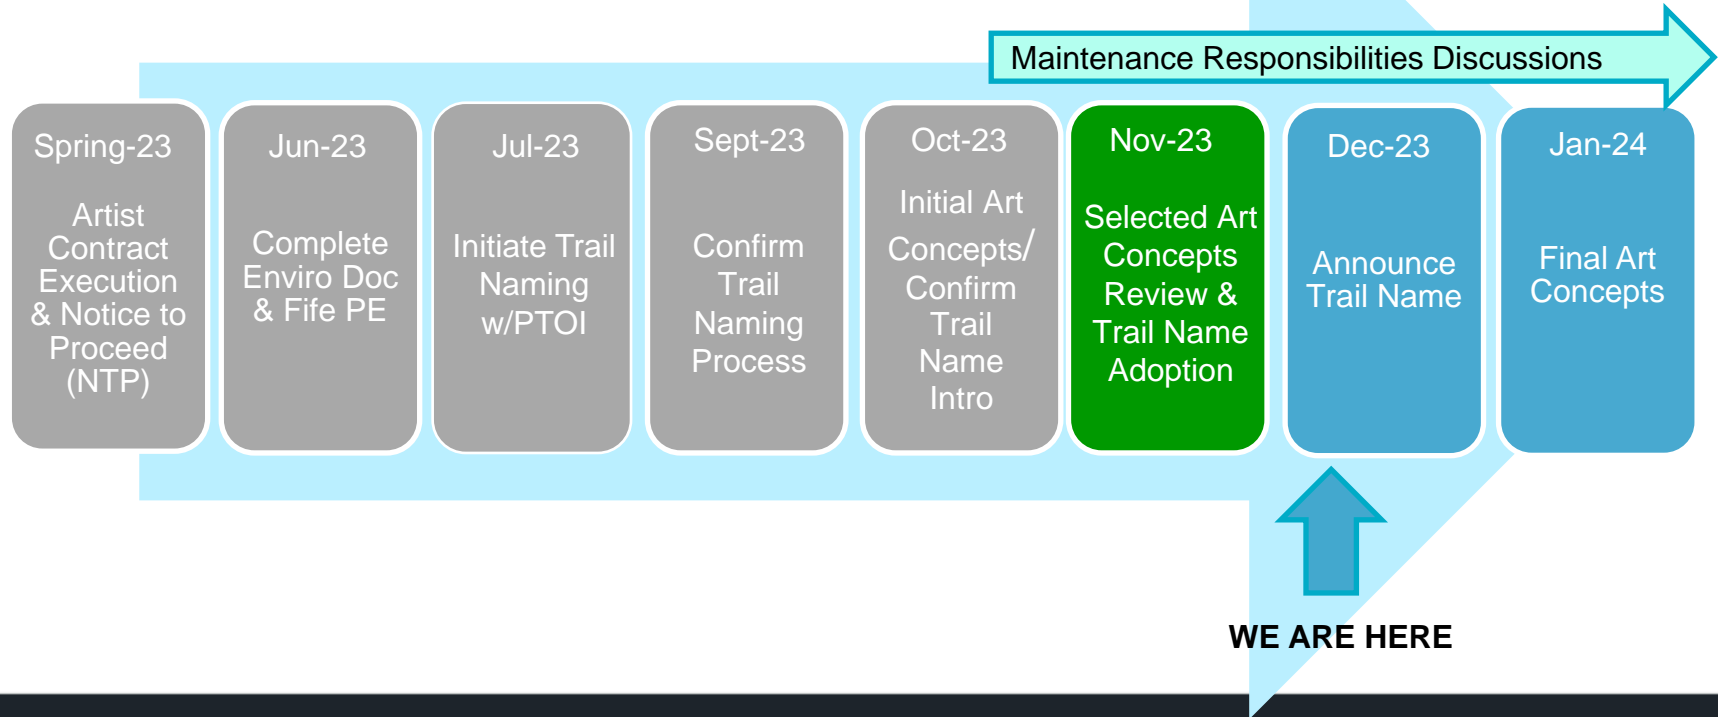 Maintenance Responsibilities Discussions
Spring-23
Artist
Contract
Execution
& Notice to
Proceed
(NTP)
Jun-23
Complete
Enviro Doc
& Fife PE
Jul-23
Initiate Trail
Naming
w/PTOI
Sept-23
Confirm
Trail
Naming
Process
Oct-23
Initial Art
Concepts/
Confirm
Trail
Name
Intro
Nov-23
Selected Art
Concepts
Review &
Trail Name
Adoption
Dec-23
Announce
Trail Name
Jan-24
Final Art
Concepts
WE ARE HERE